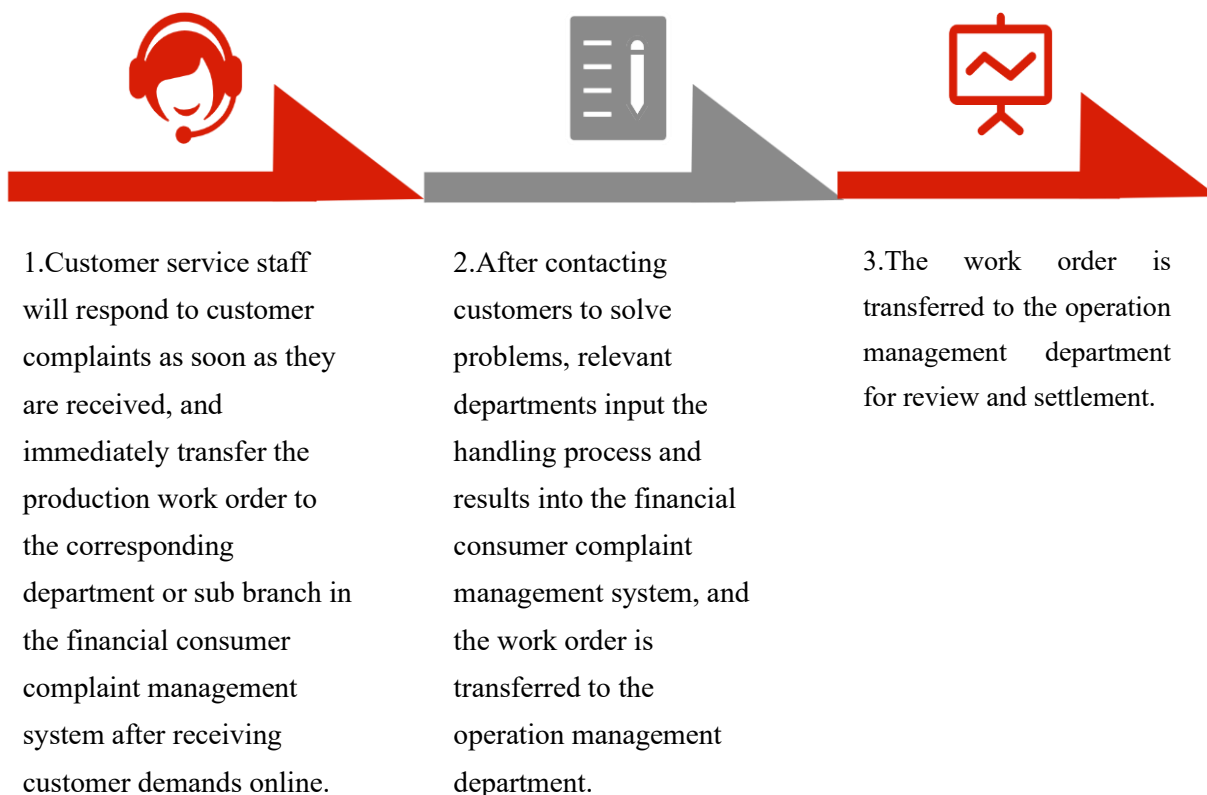 1.Customer service staff
will respond to customer
complaints as soon as they
are received, and
immediately transfer the
production work order to
the corresponding
department or sub branch in
the financial consumer
complaint management
system after receiving
customer demands online.
2.After contacting
customers to solve
problems, relevant
departments input the
handling process and
results into the financial
consumer complaint
management system, and
the work order is
transferred to the
operation management
department.
3.The work order is
transferred to the operation
management department
for review and settlement.